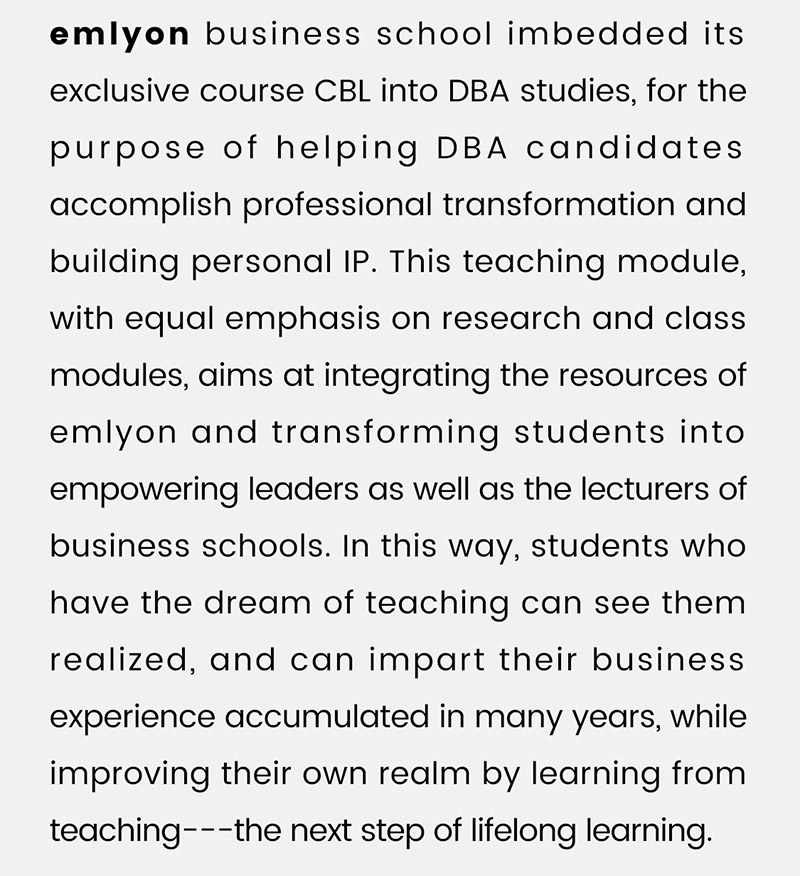 emlyon business school imbedded its
exclusive course CBL into DBA studies, for the
purpose of helping DBA candidates
accomplish professional transformation and
building personal IP. This teaching module,
with equal emphasis on research and class
modules, aims at integrating the resources of
emlyon and transforming students into
empowering leaders as well as the lecturers of
business schools. In this way, students who
have the dream of teaching can see them
realized, and can impart their business
experience accumulated in many years, while
improving their own realm by learning from
teaching---the next step of lifelong learning.